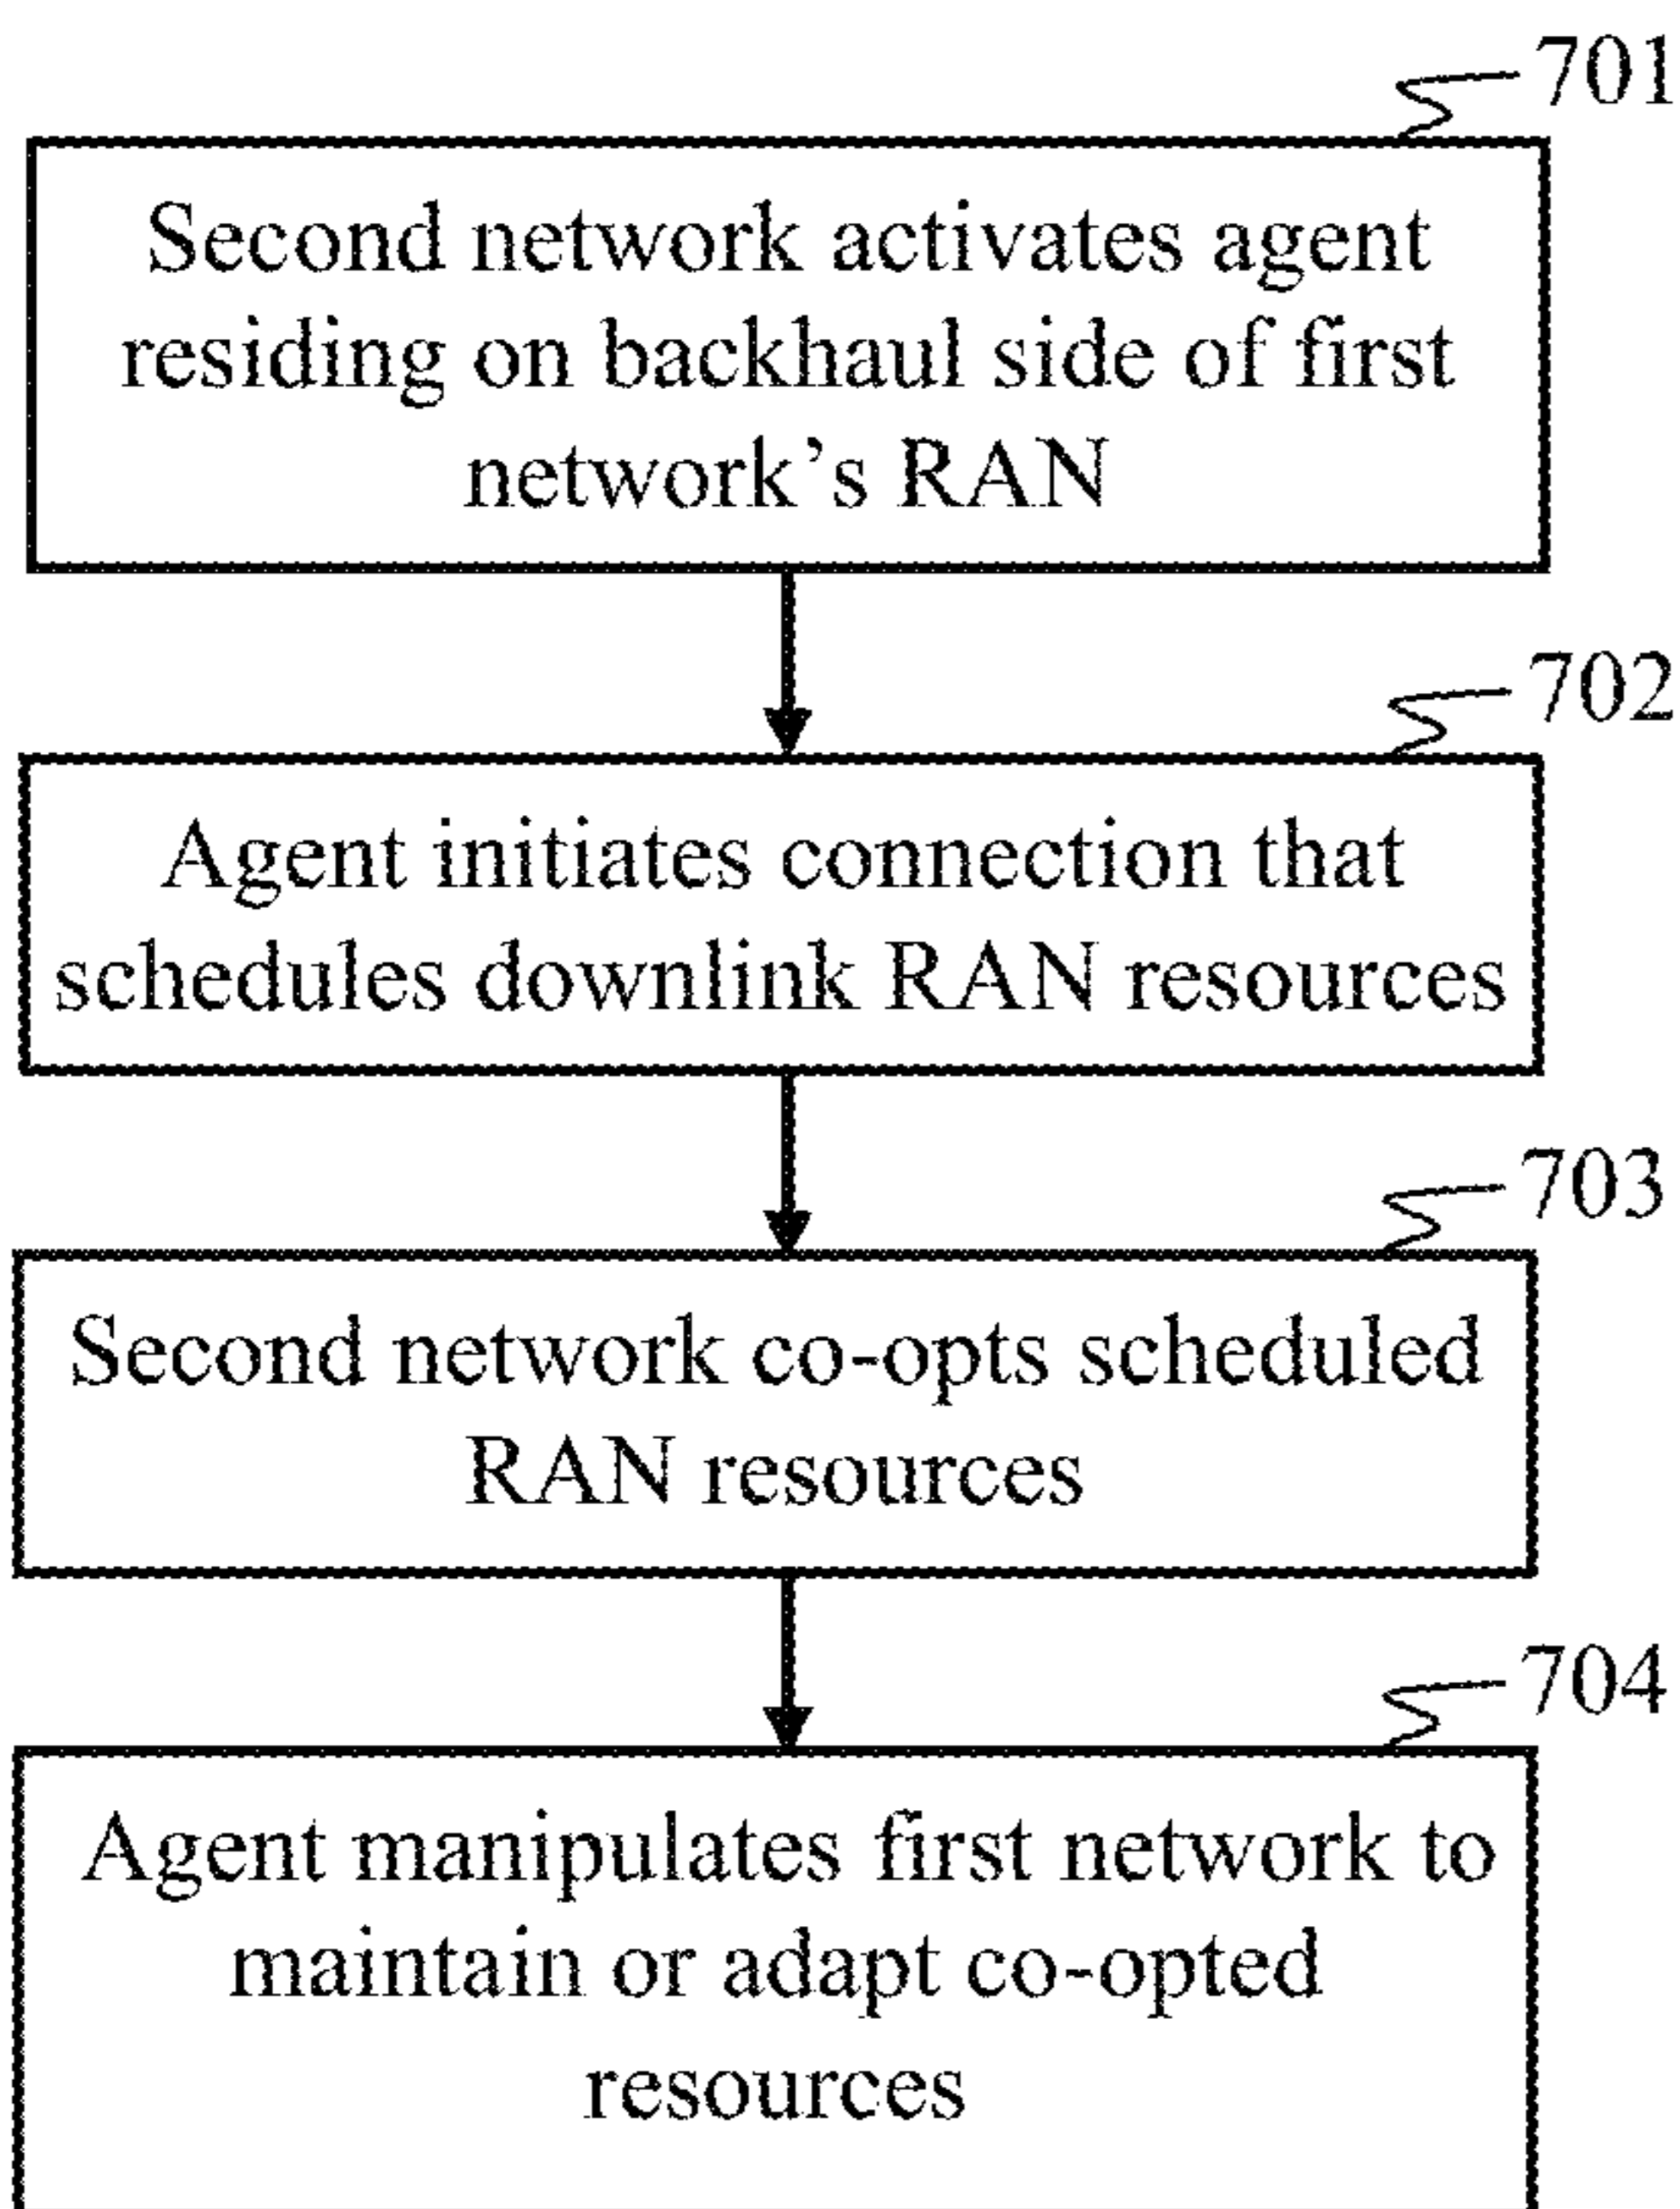 701
Second network activates agent
residing on backhaul side of first
network's RAN
702
Agent initiates connection that
schedules downlink RAN resources
703
Second network co-opts scheduled
RAN resources
704
Agent manipulates first network to
maintain or adapt co-opted
resources